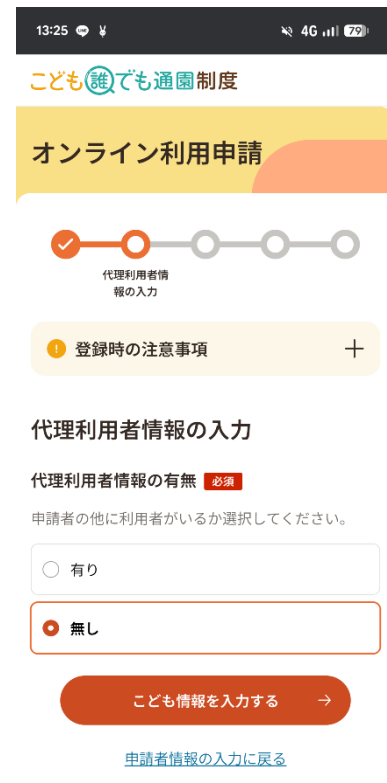 13:25 4G 79
こども誰でも通園制度
オンライン利用申請
代理利用者情
報の入力
登録時の注意事項
代理利用者情報の入力
代理利用者情報の有無 必須
申請者の他に利用者がいるか選択してください。
有り
無し
こども情報を入力する →
申請者情報の入力に戻る